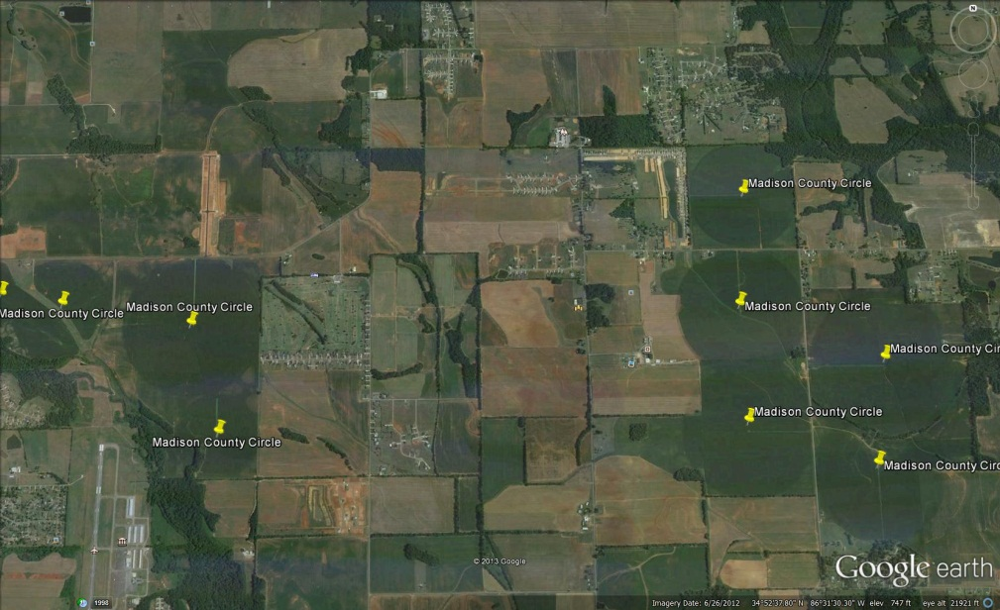 N
Madison County Circle
Madison County Circle
Madison County Circle
Madison County Circle
Madison County Cir
Madison County Circle
Madison County Circle
Madison County Circ
© 2013 Google
Google earth
1998
Imagery Date: 6/26/2012 34°52'37.80" N 86°31'30.30" W elev 747 ft eye alt 21921 ft